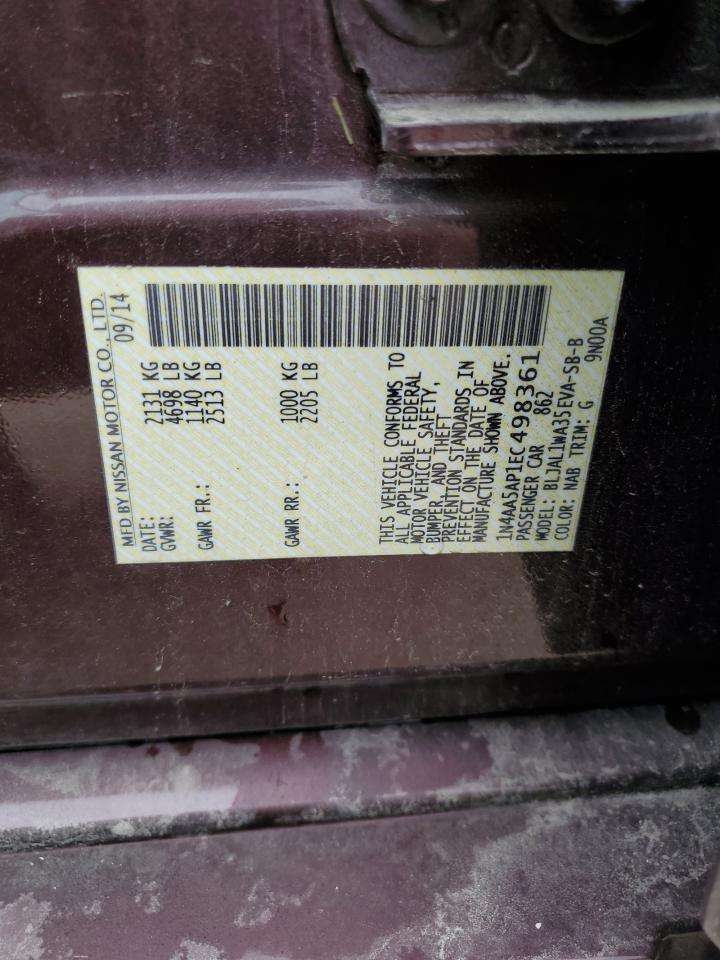 MFD BY NISSAN MOTOR CO., LTD.
DATE: 09/14
GVWR: 2131 KG
4698 LB
GAWR FR.: 1140 KG
2513 LB
GAWR RR.: 1000 KG
2205 LB
THIS VEHICLE CONFORMS TO
ALL APPLICABLE FEDERAL
MOTOR VEHICLE SAFETY,
BUMPER, AND THEFT
PREVENTION STANDARDS IN
EFFECT ON THE DATE OF
MANUFACTURE SHOWN ABOVE.
1N4AA5AP1EC498361
PASSENGER CAR 862
MODEL: BLJAL1WA35EVA-SB-B
COLOR: NAB TRIM: G 9N00A